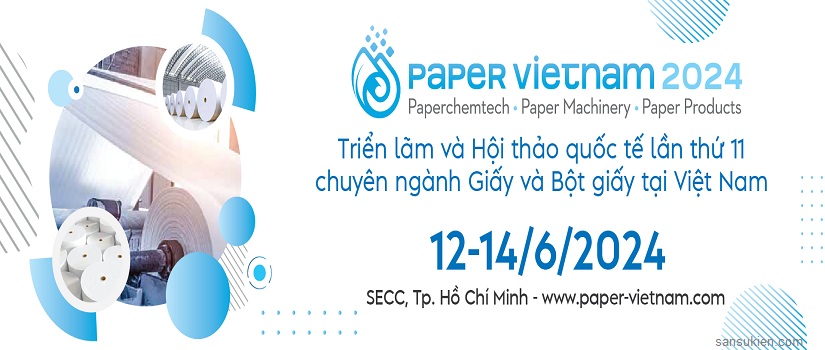 PAPER VIETNAM 2024
Paperchemtech • Paper Machinery • Paper Products
Triển lãm và Hội thảo quốc tế lần thứ 11
chuyên ngành Giấy và Bột giấy tại Việt Nam
12-14/6/2024
SECC, Tp. Hồ Chí Minh - www.paper-vietnam.com
sansukien.com